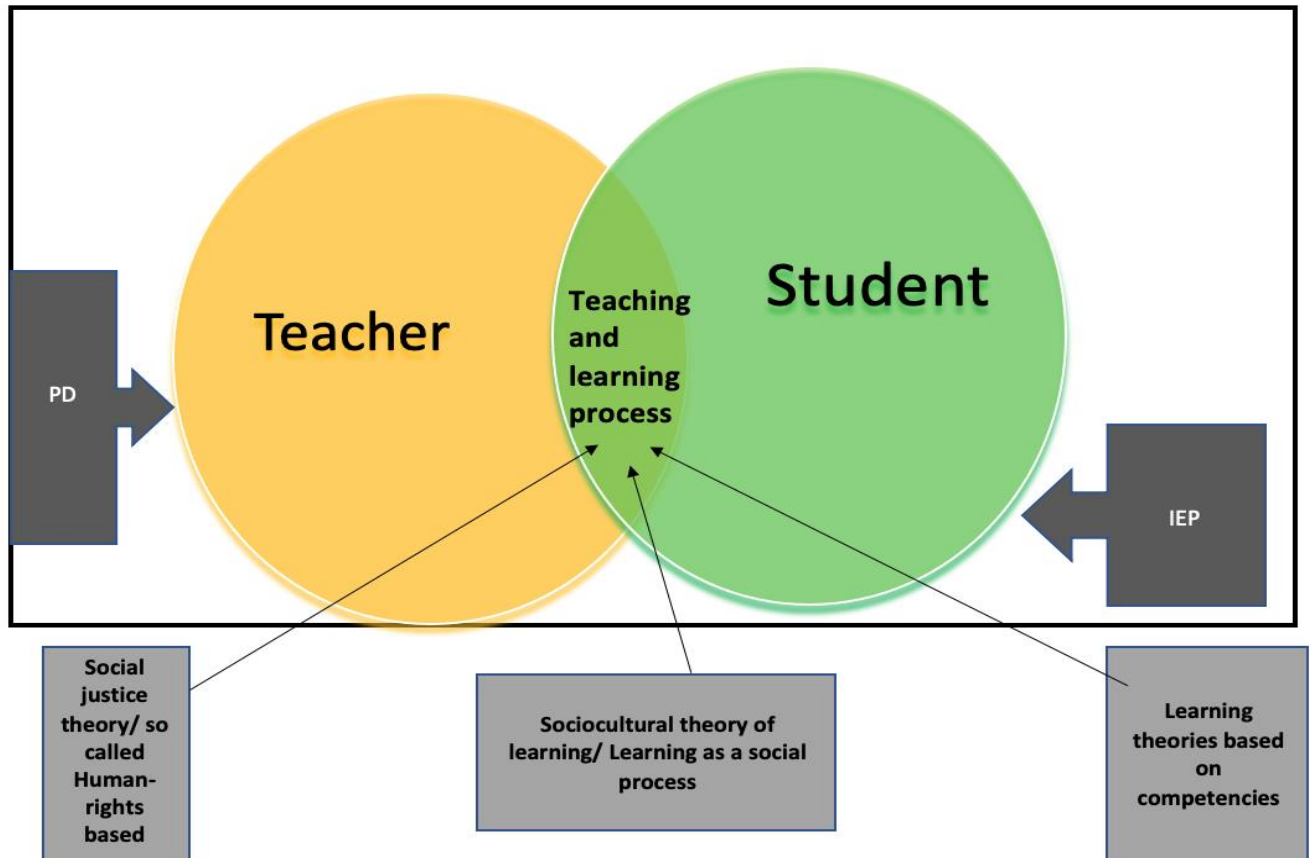 Teacher
Student
Teaching
and
learning
process
PD
IEP
Social
justice
theory/ so
called
Human-
rights
based
Sociocultural theory of
learning/ Learning as a social
process
Learning
theories based
on
competencies